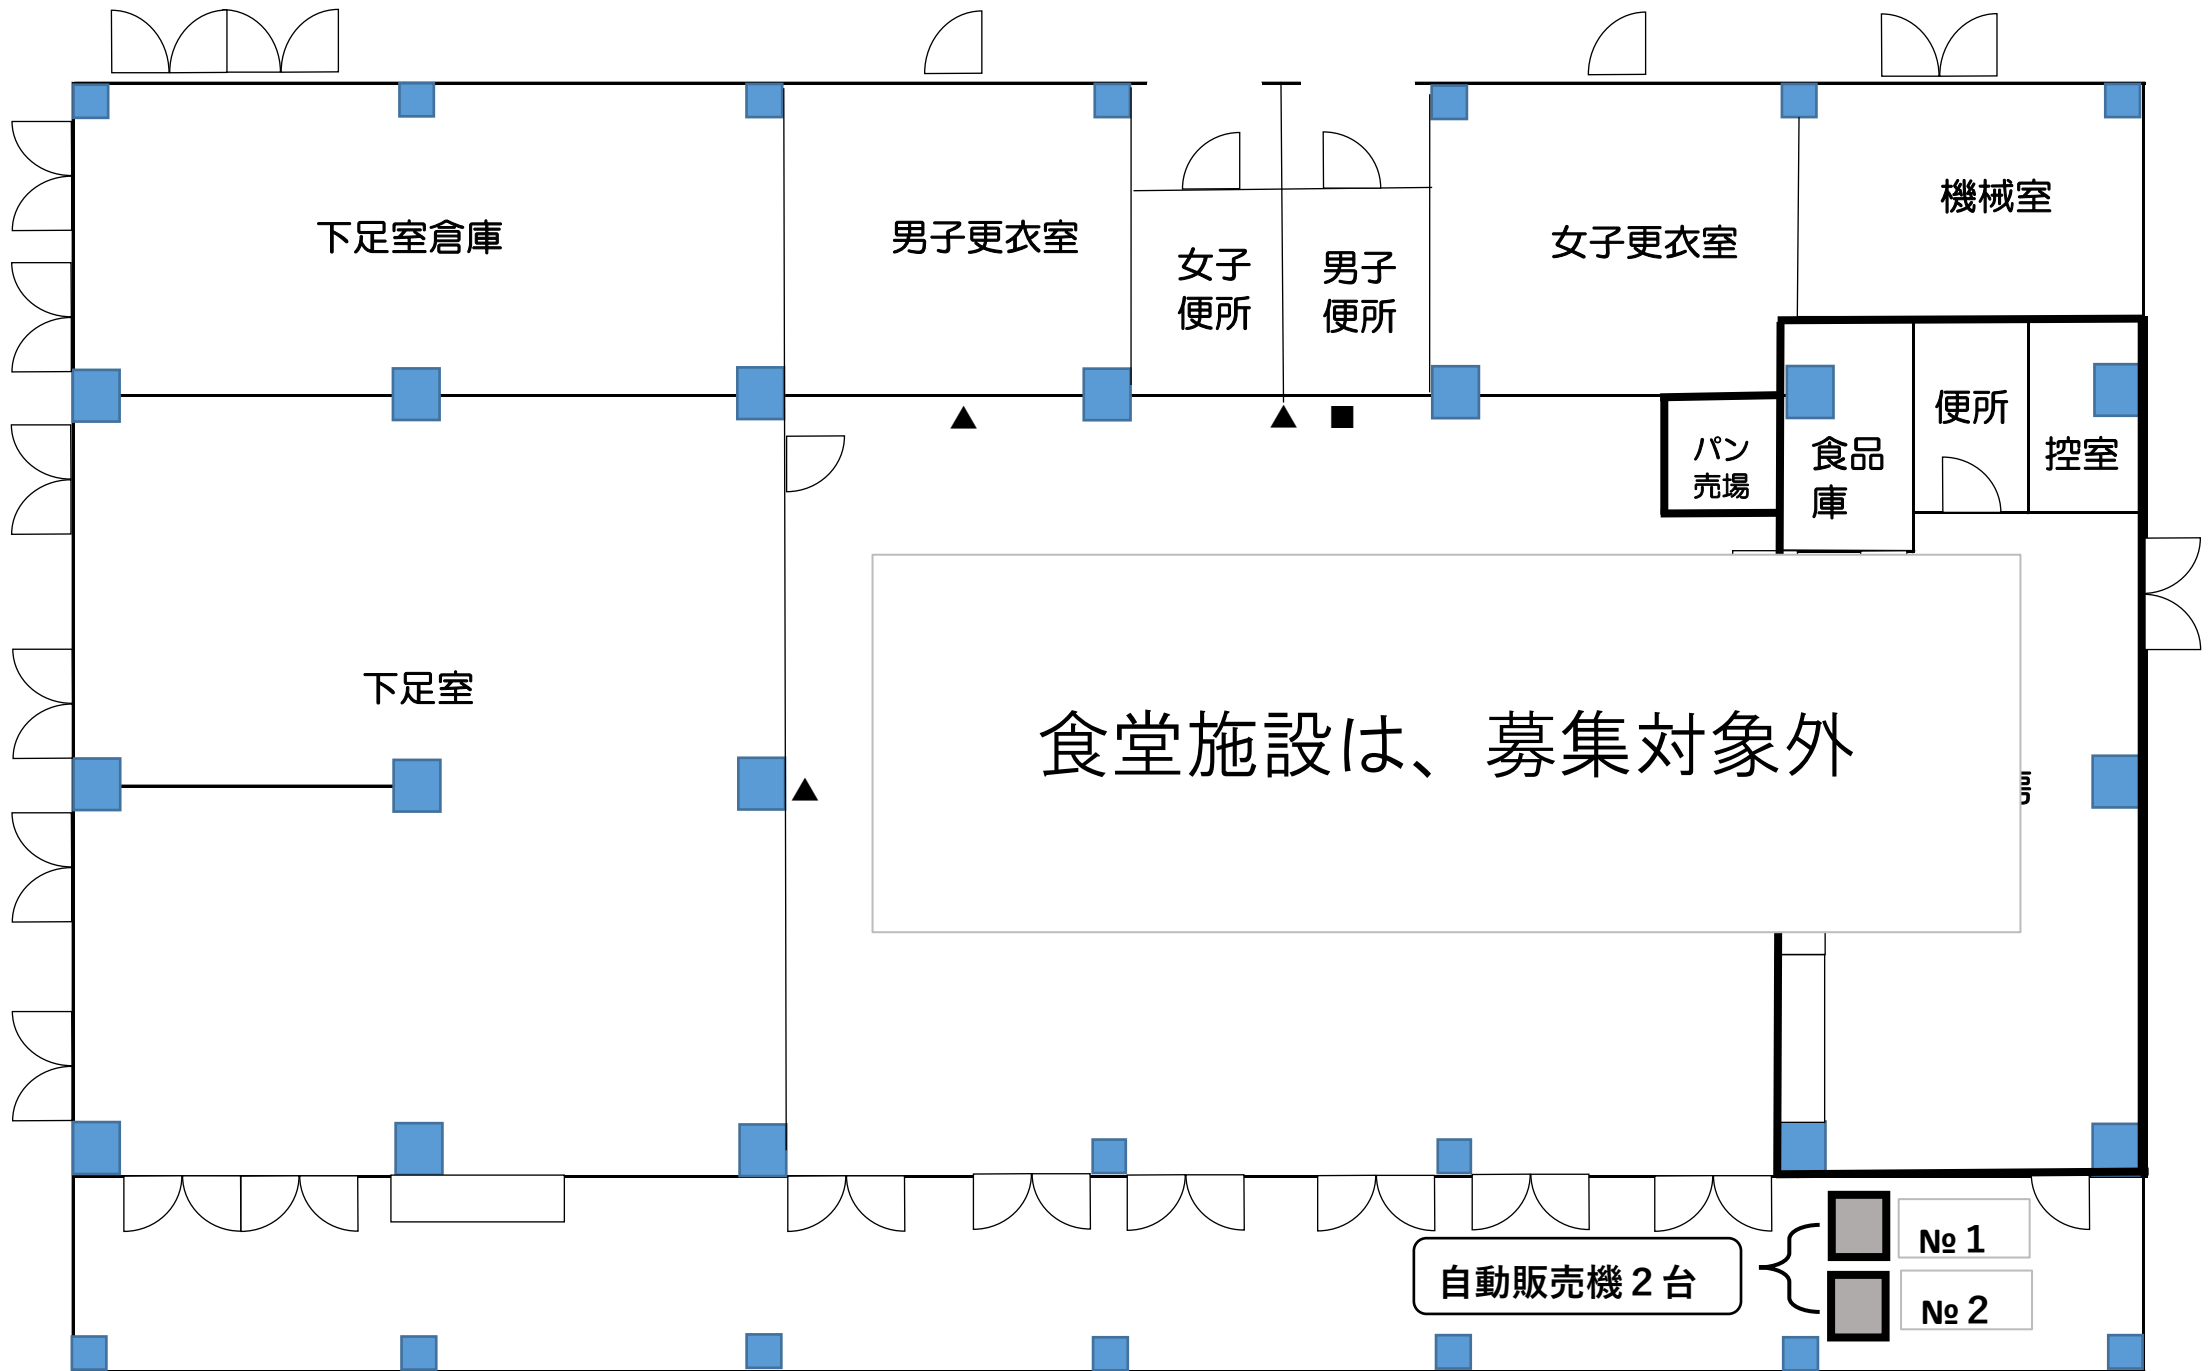 下足室倉庫
男子更衣室
女子
便所
男子
便所
女子更衣室
機械室
パン
売場
食品
庫
便所
控室
下足室
食堂施設は、募集対象外
自動販売機２台
№１
№２